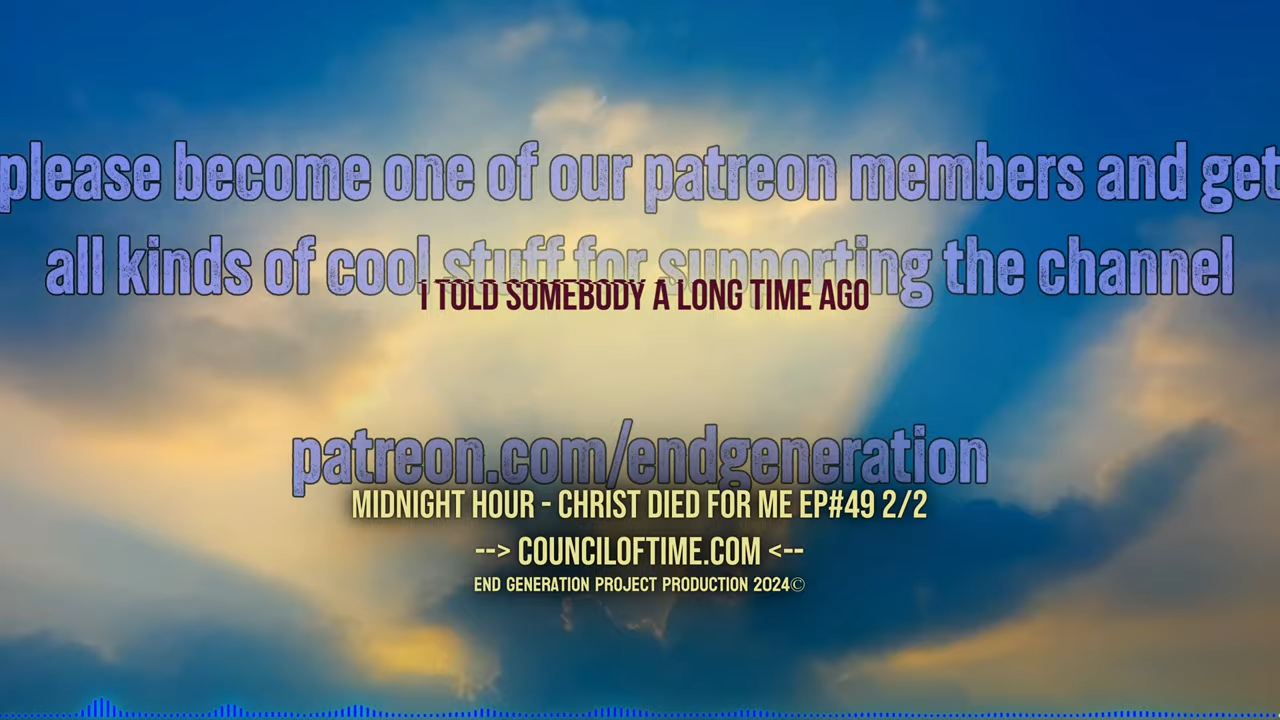 please become one of our patreon members and get
all kinds of cool stuff for supporting the channel
I TOLD SOMEBODY A LONG TIME AGO
patreon.com/endgeneration
MIDNIGHT HOUR - CHRIST DIED FOR ME EP#49 2/2
--> COUNCILOFTIME.COM <--
END GENERATION PROJECT PRODUCTION 2024©